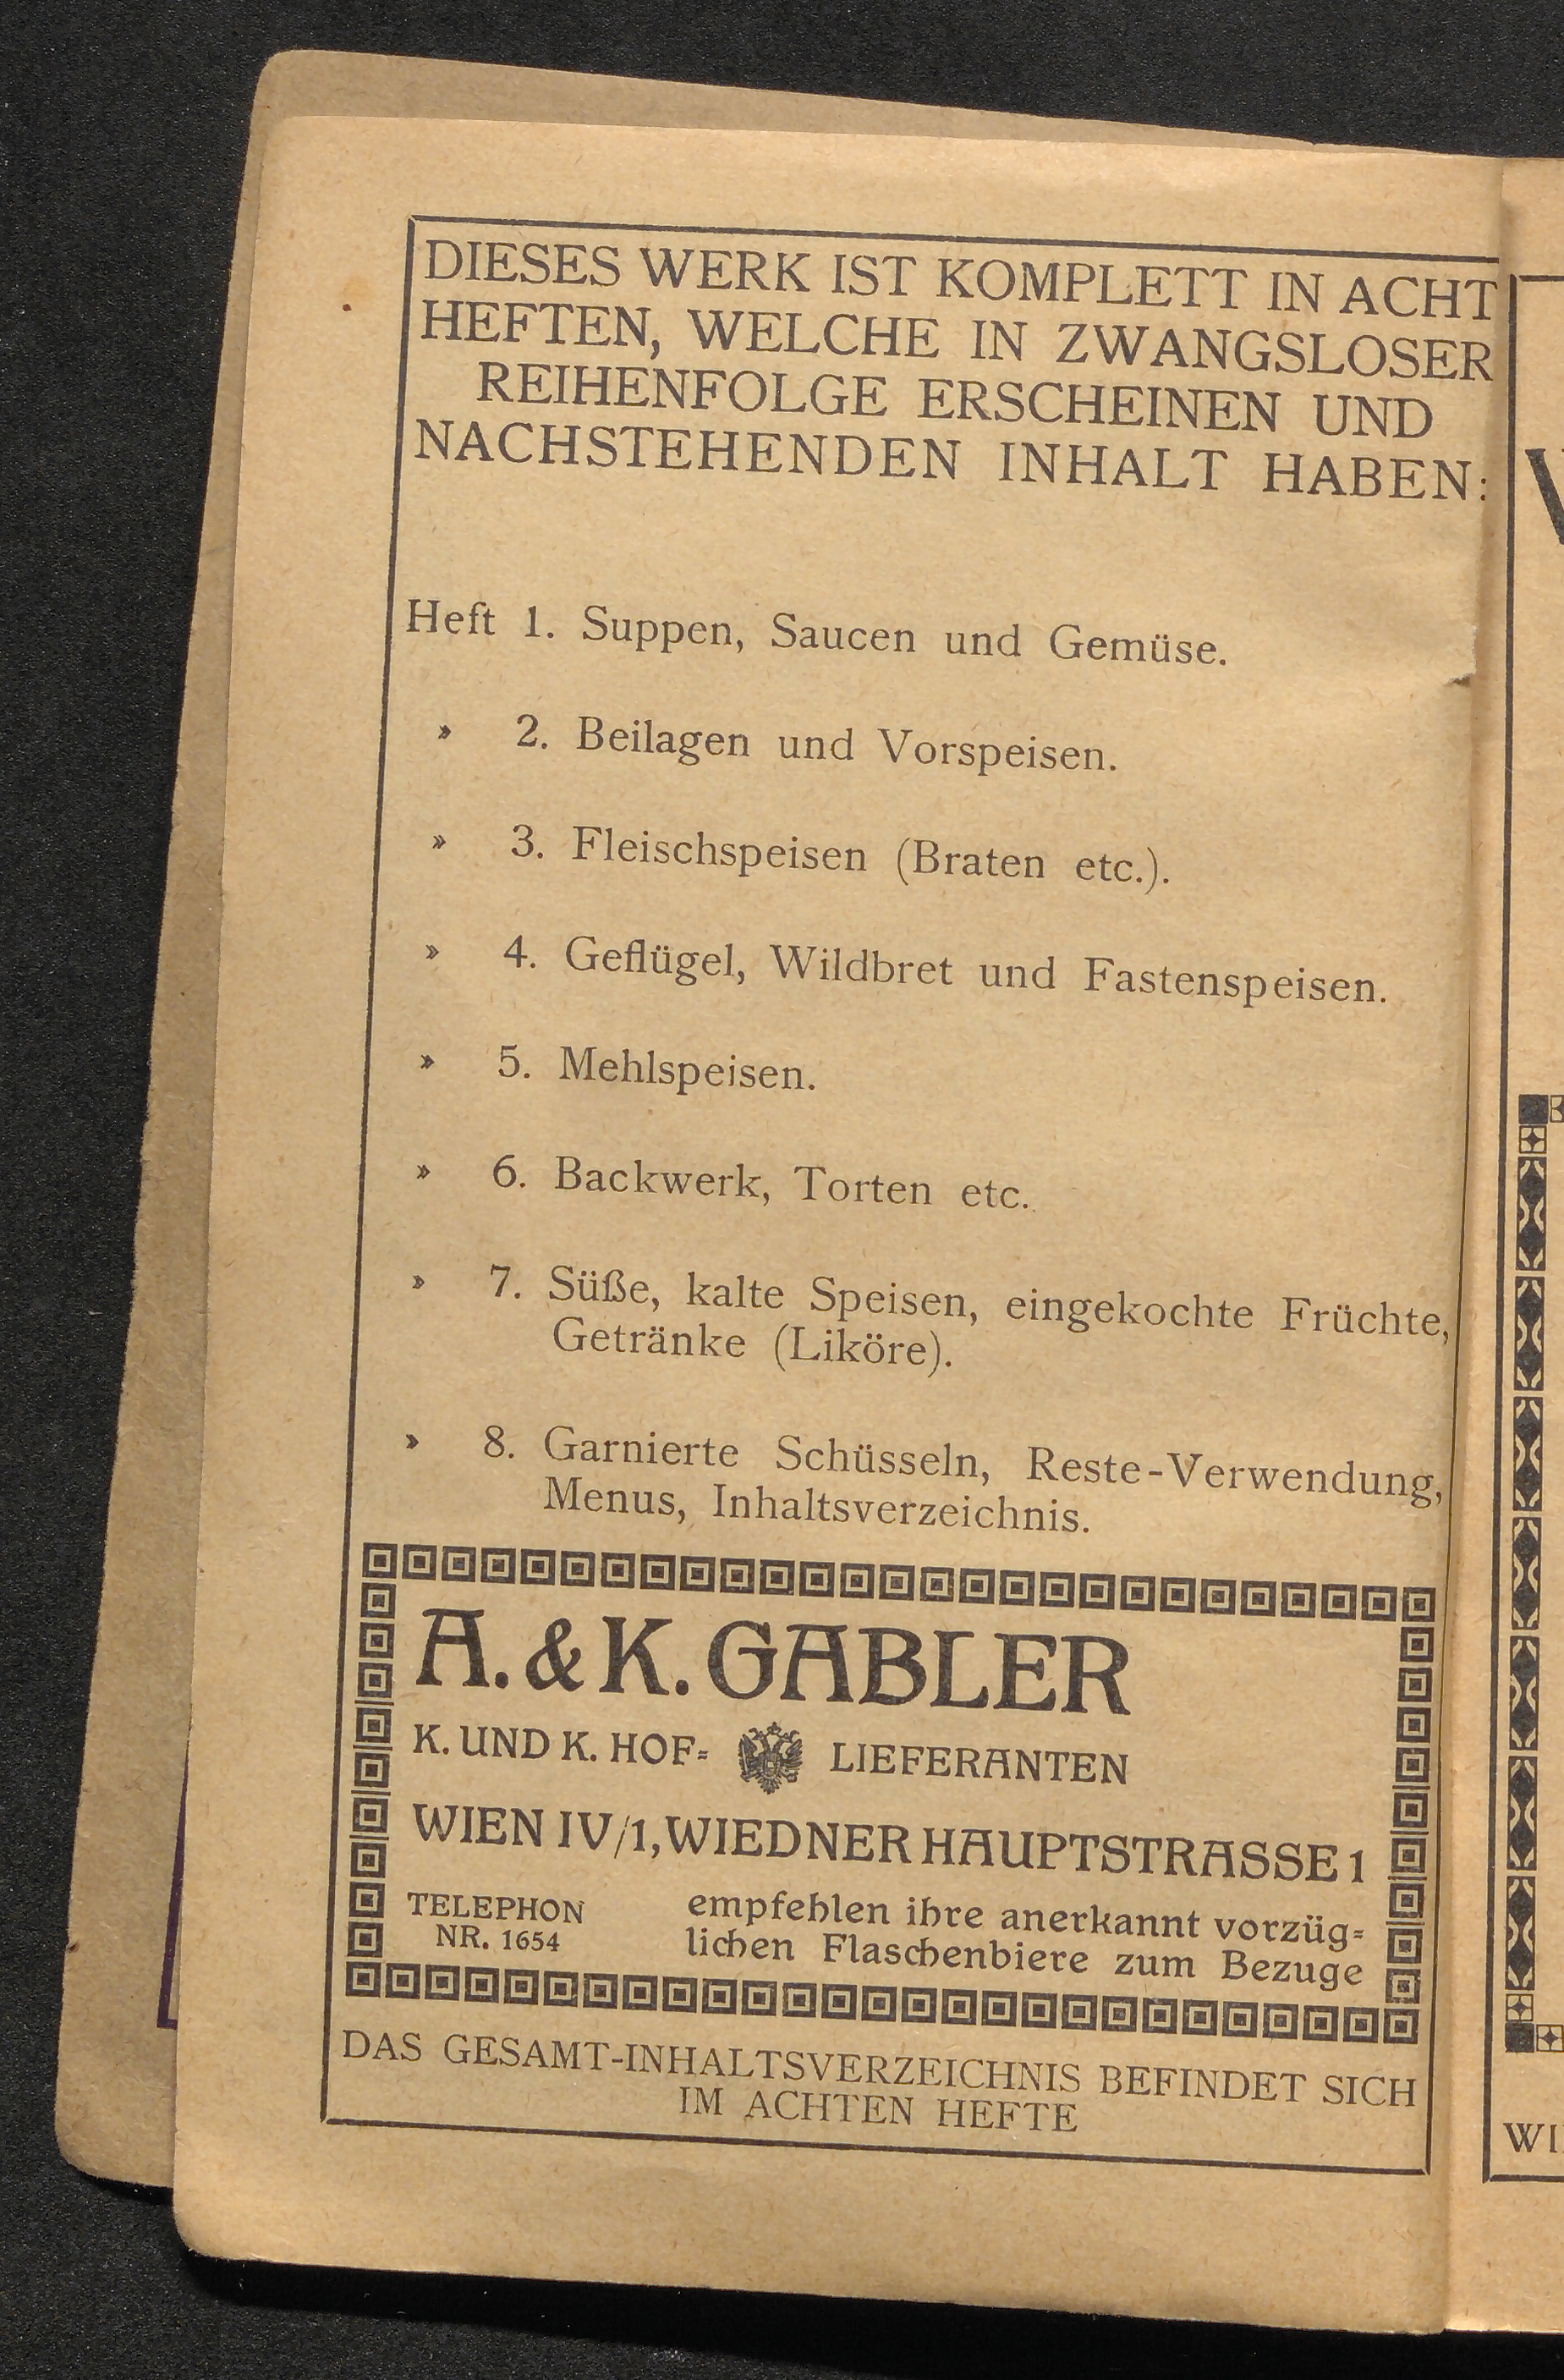 DIESES WERK IST KOMPLETT IN ACHT
HEFTEN, WELCHE IN ZWANGSLOSER
REIHENFOLGE ERSCHEINEN UND
NACHSTEHENDEN INHALT HABEN:
Heft 1. Suppen, Saucen und Gemüse.
» 2. Beilagen und Vorspeisen.
» 3. Fleischspeisen (Braten etc.).
» 4. Geflügel, Wildbret und Fastenspeisen.
» 5. Mehlspeisen.
» 6. Backwerk, Torten etc.
» 7. Süße, kalte Speisen, eingekochte Früchte,
Getränke (Liköre).
» 8. Garnierte Schüsseln, Reste-Verwendung,
Menus, Inhaltsverzeichnis.
A. & K. GABLER
K. UND K. HOF= LIEFERANTEN
WIEN IV/1, WIEDNER HAUPTSTRASSE 1
TELEPHON
NR. 1654
empfehlen ihre anerkannt vorzüg=
lichen Flaschenbiere zum Bezuge
DAS GESAMT-INHALTSVERZEICHNIS BEFINDET SICH
IM ACHTEN HEFTE